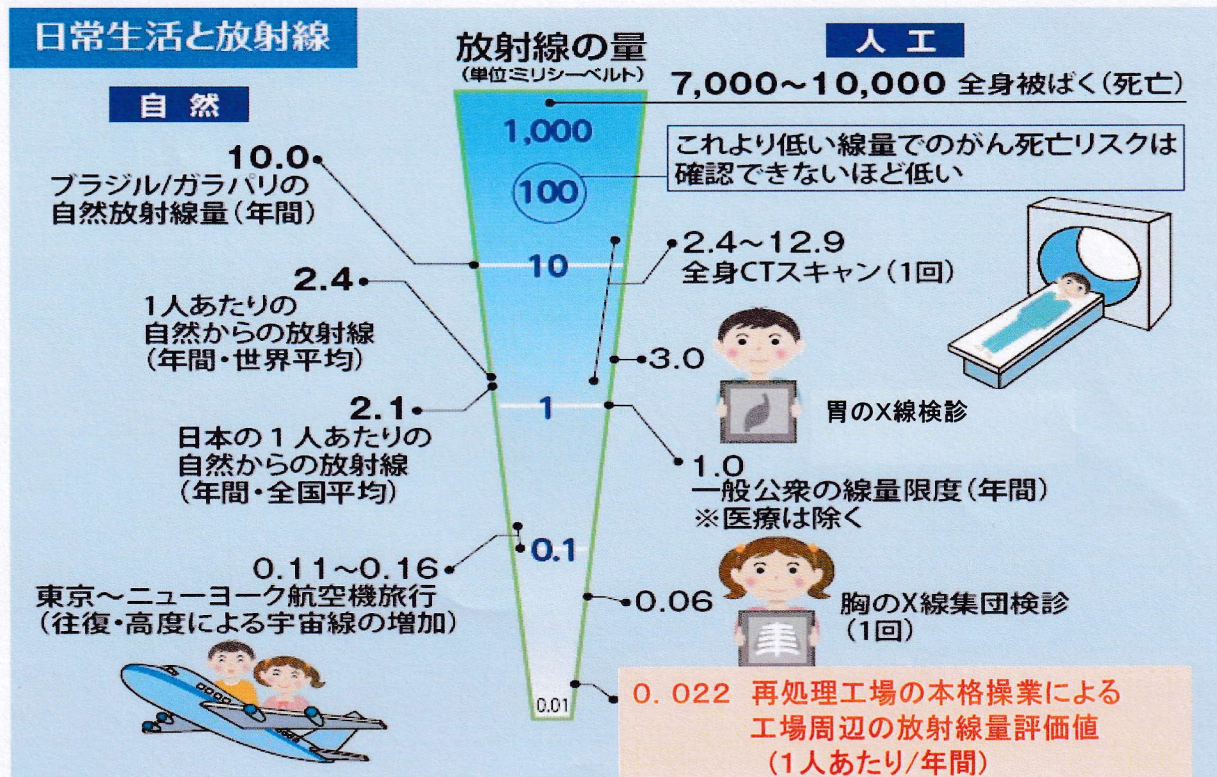 日常生活と放射線
放射線の量
(単位:ミリシーベルト)
人工
7,000～10,000 全身被ばく(死亡)
自然
1,000
これより低い線量でのがん死亡リスクは
確認できないほど低い
100
10.0
ブラジル/ガラパリの
自然放射線量(年間)
10
2.4～12.9
全身CTスキャン(1回)
2.4
1人あたりの
自然からの放射線
(年間・世界平均)
3.0
胃のX線検診
1
2.1
日本の1人あたりの
自然からの放射線
(年間・全国平均)
1.0
一般公衆の線量限度(年間)
※医療は除く
0.1
0.11～0.16
東京～ニューヨーク航空機旅行
(往復・高度による宇宙線の増加)
0.06
胸のX線集団検診
(1回)
0.01
0.022 再処理工場の本格操業による
工場周辺の放射線量評価値
(1人あたり/年間)